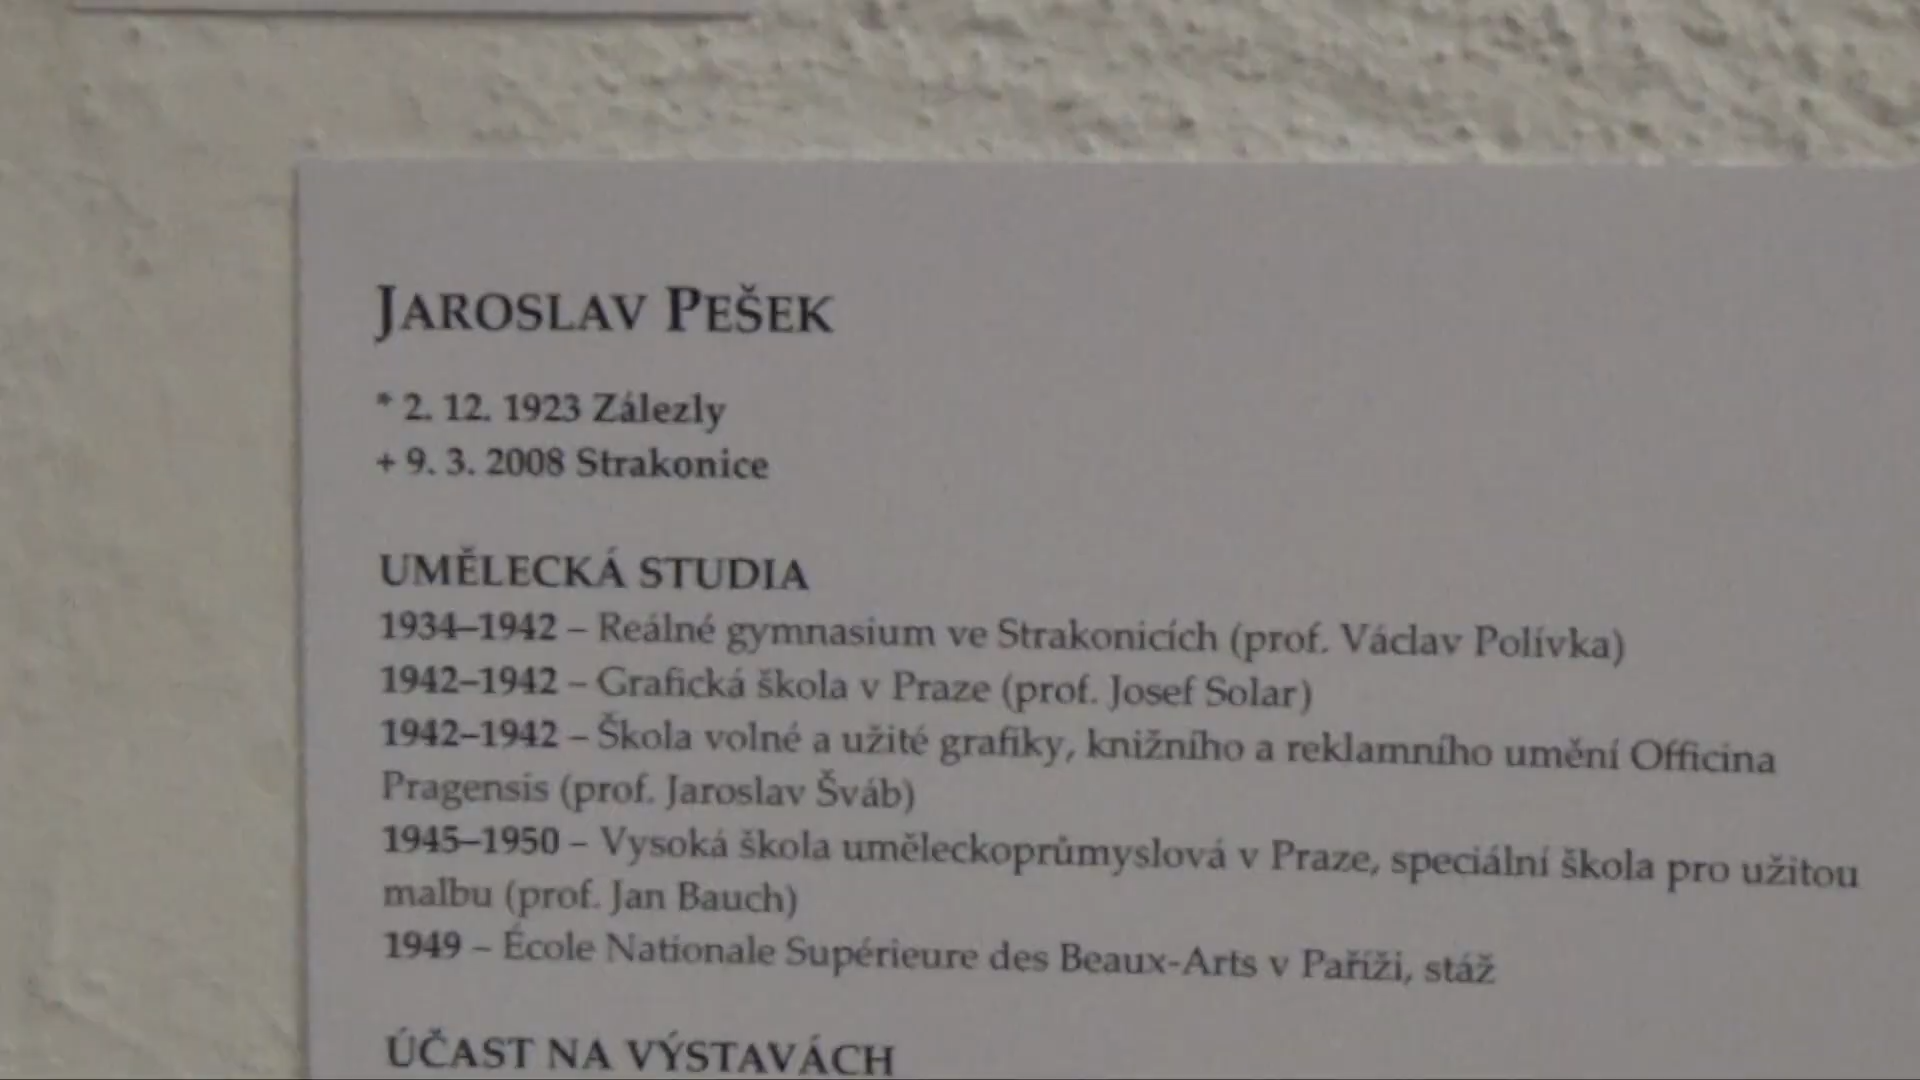 JAROSLAV PEŠEK
* 2. 12. 1923 Zálezly
+ 9. 3. 2008 Strakonice
UMĚLECKÁ STUDIA
1934–1942 – Reálné gymnasium ve Strakonicích (prof. Václav Polívka)
1942–1942 – Grafická škola v Praze (prof. Josef Solar)
1942–1942 – Škola volné a užité grafiky, knižního a reklamního umění Officina
Pragensis (prof. Jaroslav Šváb)
1945–1950 – Vysoká škola uměleckoprůmyslová v Praze, speciální škola pro užitou
malbu (prof. Jan Bauch)
1949 – École Nationale Supérieure des Beaux-Arts v Paříži, stáž
ÚČAST NA VÝSTAVÁCH